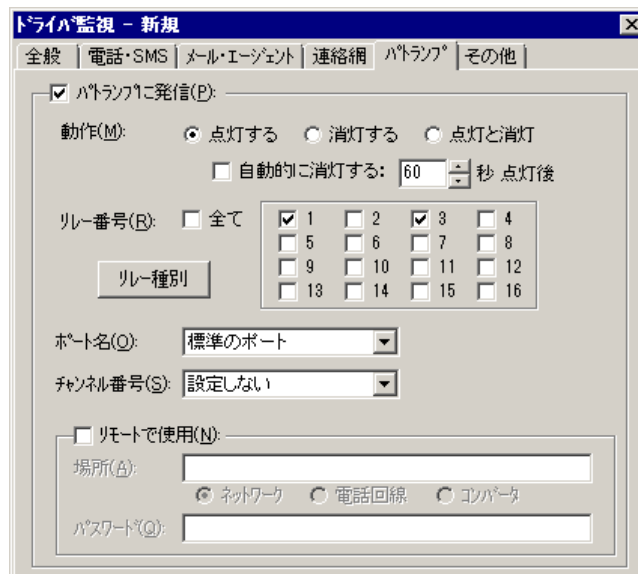 ﾄﾞﾗｲﾊﾞ監視 - 新規
全般 電話・SMS ﾒｰﾙ・ｴｰｼﾞｪﾝﾄ 連絡網 ﾊﾟﾄﾗﾝﾌﾟ その他
ﾊﾟﾄﾗﾝﾌﾟに発信(P):
動作(M): 点灯する 消灯する 点灯と消灯
自動的に消灯する: 60 秒 点灯後
ﾘﾚｰ番号(R): 全て 1 2 3 4
5 6 7 8
ﾘﾚｰ種別 9 10 11 12
13 14 15 16
ﾎﾟｰﾄ名(O): 標準のポート
ﾁｬﾝﾈﾙ番号(S): 設定しない
ﾘﾓｰﾄで使用(N):
場所(A):
ﾈｯﾄﾜｰｸ 電話回線 ｺﾝﾊﾞｰﾀ
ﾊﾟｽﾜｰﾄﾞ(Q):